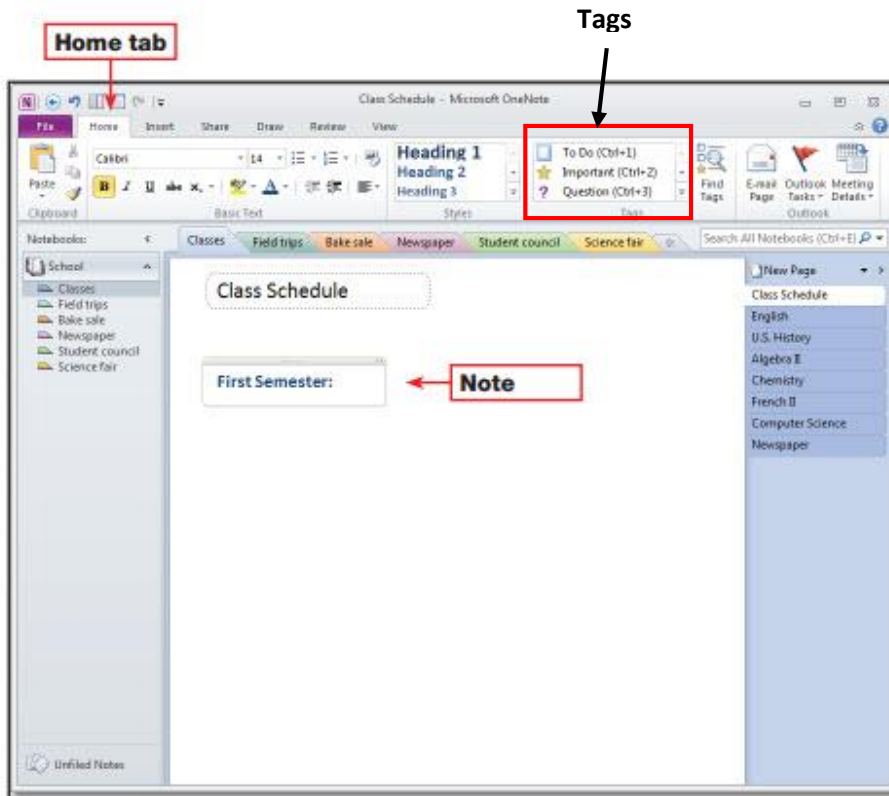 Tags
Home tab
Class Schedule - Microsoft OneNote
File Home Insert Share Draw Review View
Calibri 14
Heading 1
Heading 2
Heading 3
To Do (Ctrl+1)
Important (Ctrl+2)
Question (Ctrl+3)
Paste
B I U abc x
Find
Tags
E-mail
Page
Outlook
Tasks
Meeting
Details
Clipboard Basic Text Styles Tags Outlook
Notebooks: Classes Field trips Bake sale Newspaper Student council Science fair Search All Notebooks (Ctrl+E)
School
Classes
Field trips
Bake sale
Newspaper
Student council
Science fair
Class Schedule
First Semester:
Note
New Page
Class Schedule
English
U.S. History
Algebra II
Chemistry
French II
Computer Science
Newspaper
Unfiled Notes